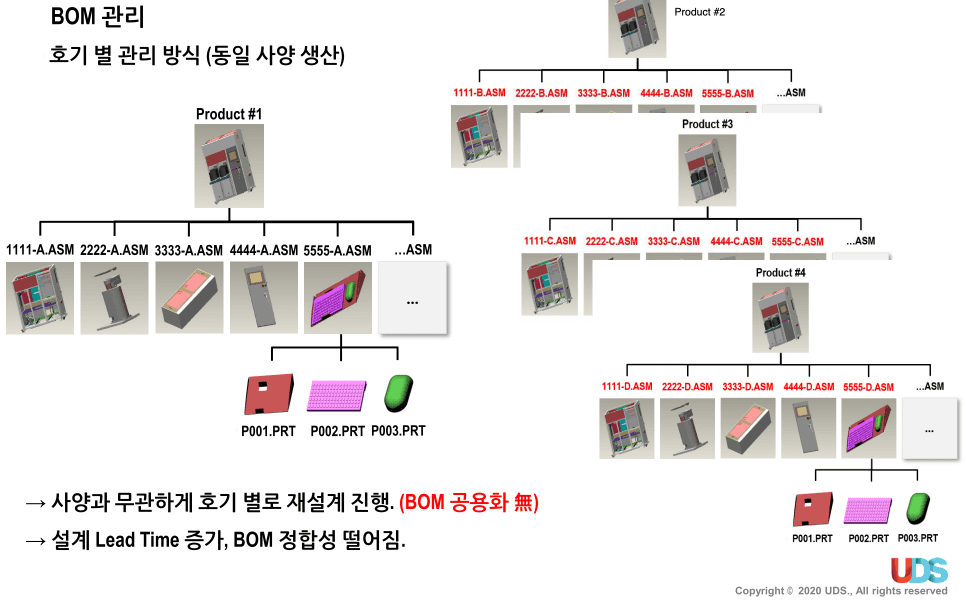 BOM 관리
호기 별 관리 방식 (동일 사양 생산)
Product #1
1111-A.ASM 2222-A.ASM 3333-A.ASM 4444-A.ASM 5555-A.ASM ...ASM
...
P001.PRT P002.PRT P003.PRT
Product #2
1111-B.ASM 2222-B.ASM 3333-B.ASM 4444-B.ASM 5555-B.ASM ...ASM
Product #3
1111-C.ASM 2222-C.ASM 3333-C.ASM 4444-C.ASM 5555-C.ASM ...ASM
Product #4
1111-D.ASM 2222-D.ASM 3333-D.ASM 4444-D.ASM 5555-D.ASM ...ASM
...
P001.PRT P002.PRT P003.PRT
→ 사양과 무관하게 호기 별로 재설계 진행. (BOM 공용화 無)
→ 설계 Lead Time 증가, BOM 정합성 떨어짐.
UDS
Copyright © 2020 UDS., All rights reserved